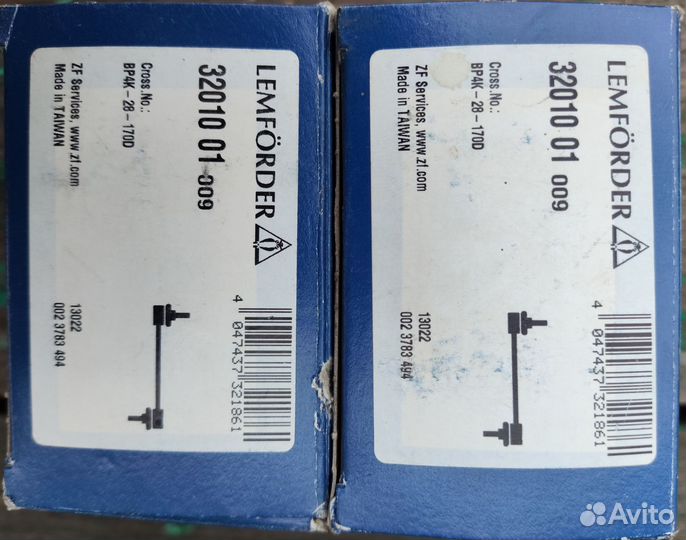 LEMFÖRDER
32010 01 009
Cross.No.:
BP4K-28-170D
ZF Services, www.zf.com
Made in TAIWAN
13022
002 3783 494
4 047437 321861
LEMFÖRDER
32010 01 009
Cross.No.:
BP4K-28-170D
ZF Services, www.zf.com
Made in TAIWAN
13022
002 3783 494
4 047437 321861
Avito